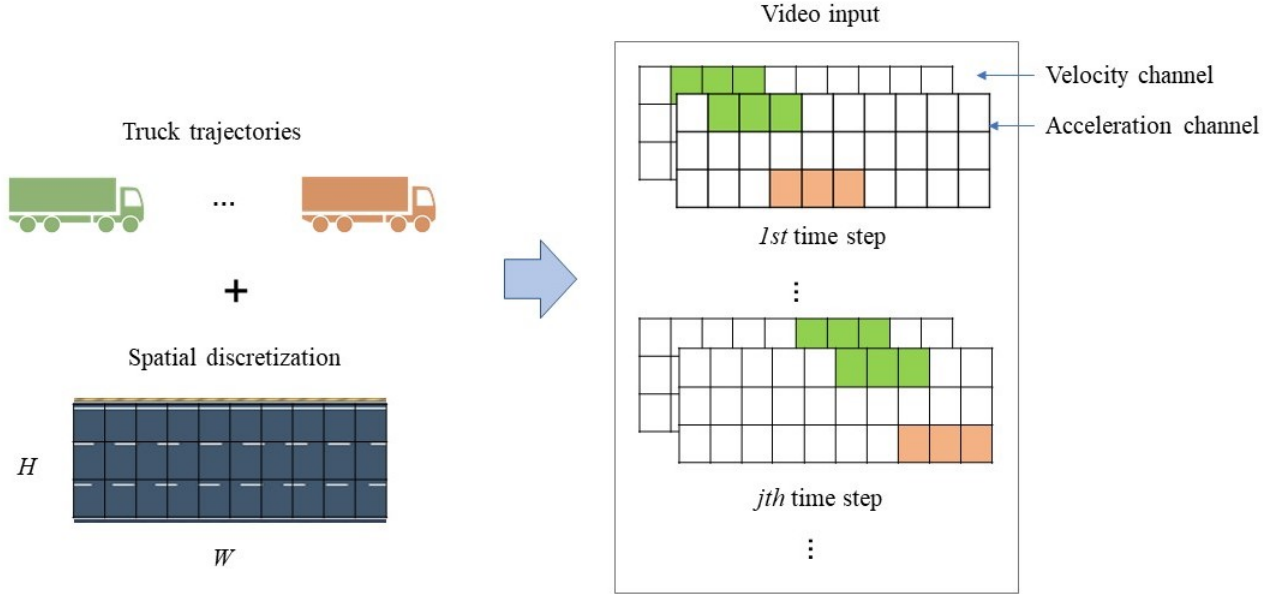 Video input
Velocity channel
Acceleration channel
Truck trajectories
...
+
Spatial discretization
H
W
1st time step
⋮
jth time step
⋮